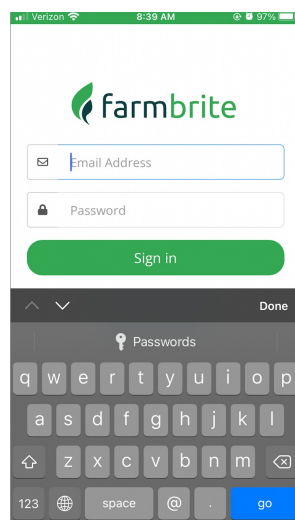 Verizon 8:39 AM 97%
farmbrite
Email Address
Password
Sign in
Done
Passwords
q w e r t y u i o p
a s d f g h j k l
z x c v b n m
123 space @ . go